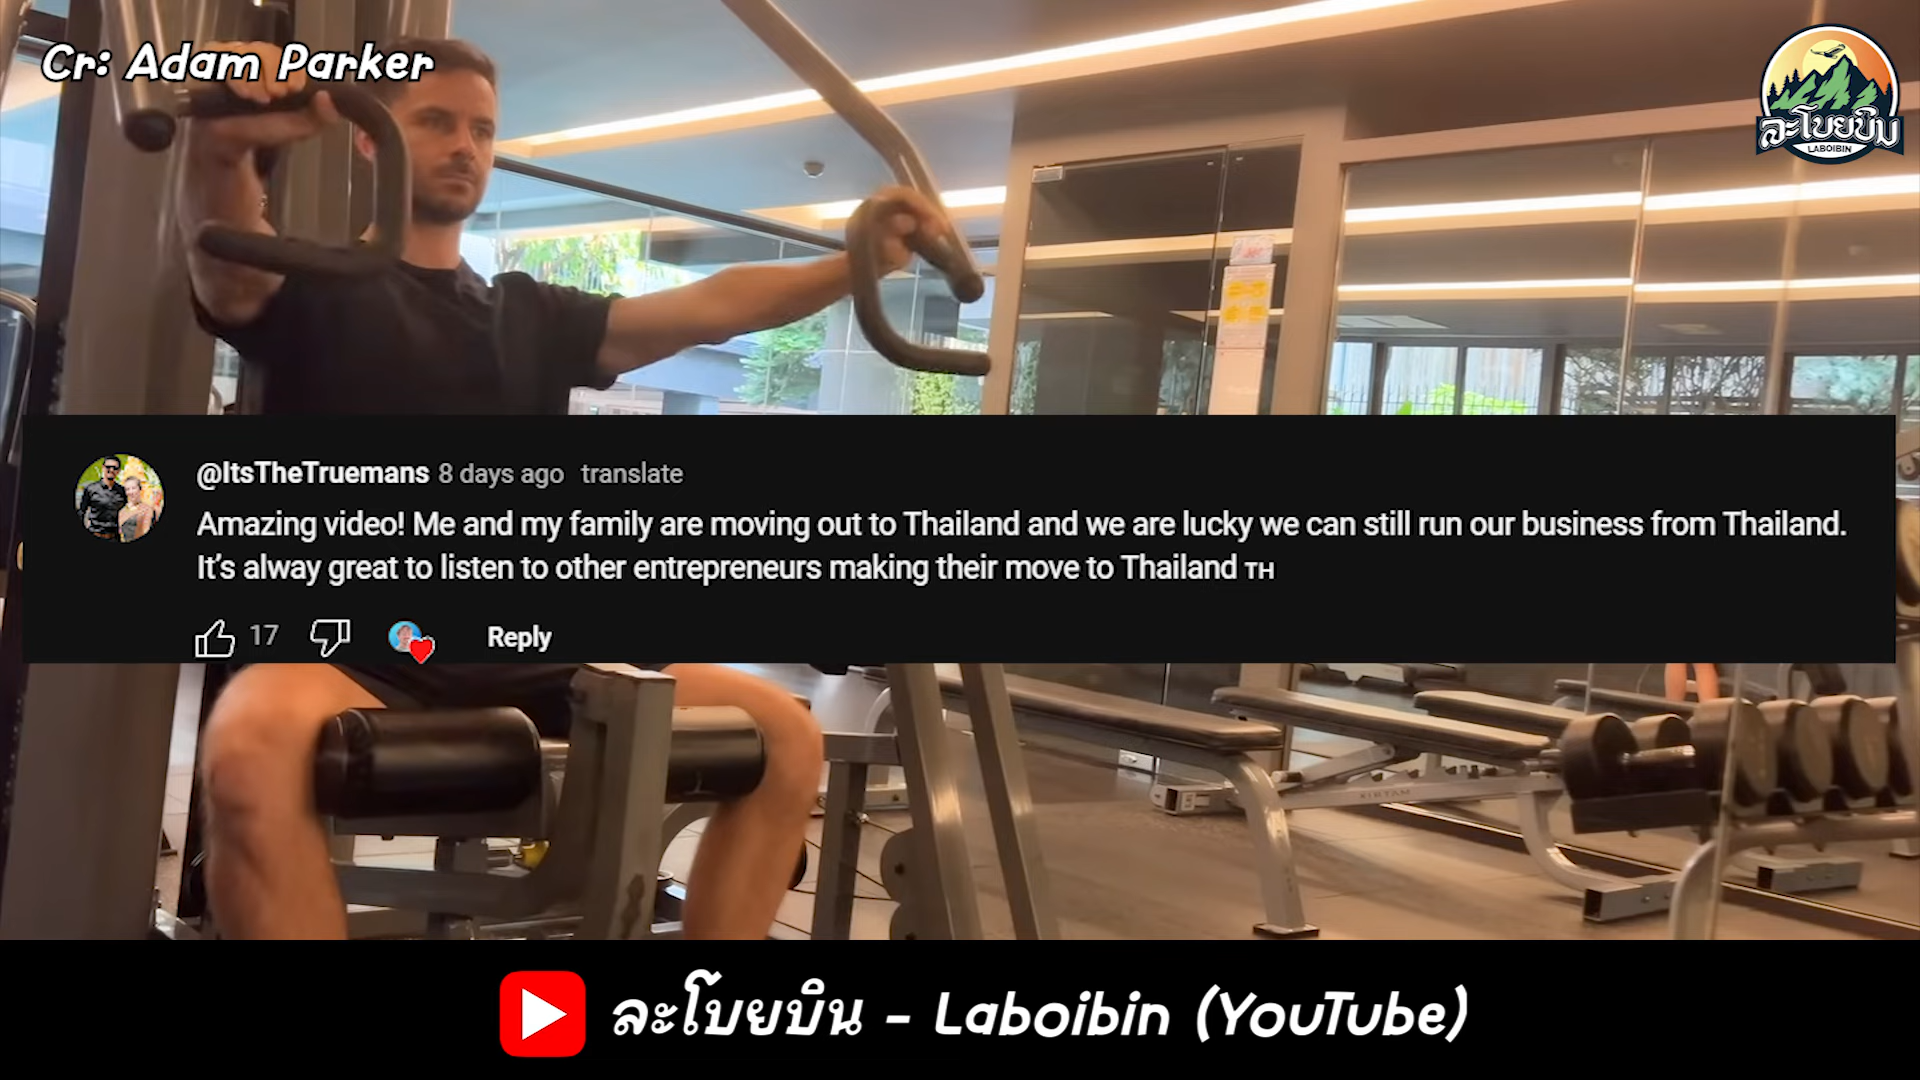 Cr: Adam Parker
ละโบยบิน
LABOIBIN
@ItsTheTruemans 8 days ago translate
Amazing video! Me and my family are moving out to Thailand and we are lucky we can still run our business from Thailand.
It's alway great to listen to other entrepreneurs making their move to Thailand TH
17 Reply
ละโบยบิน - Laboibin (YouTube)